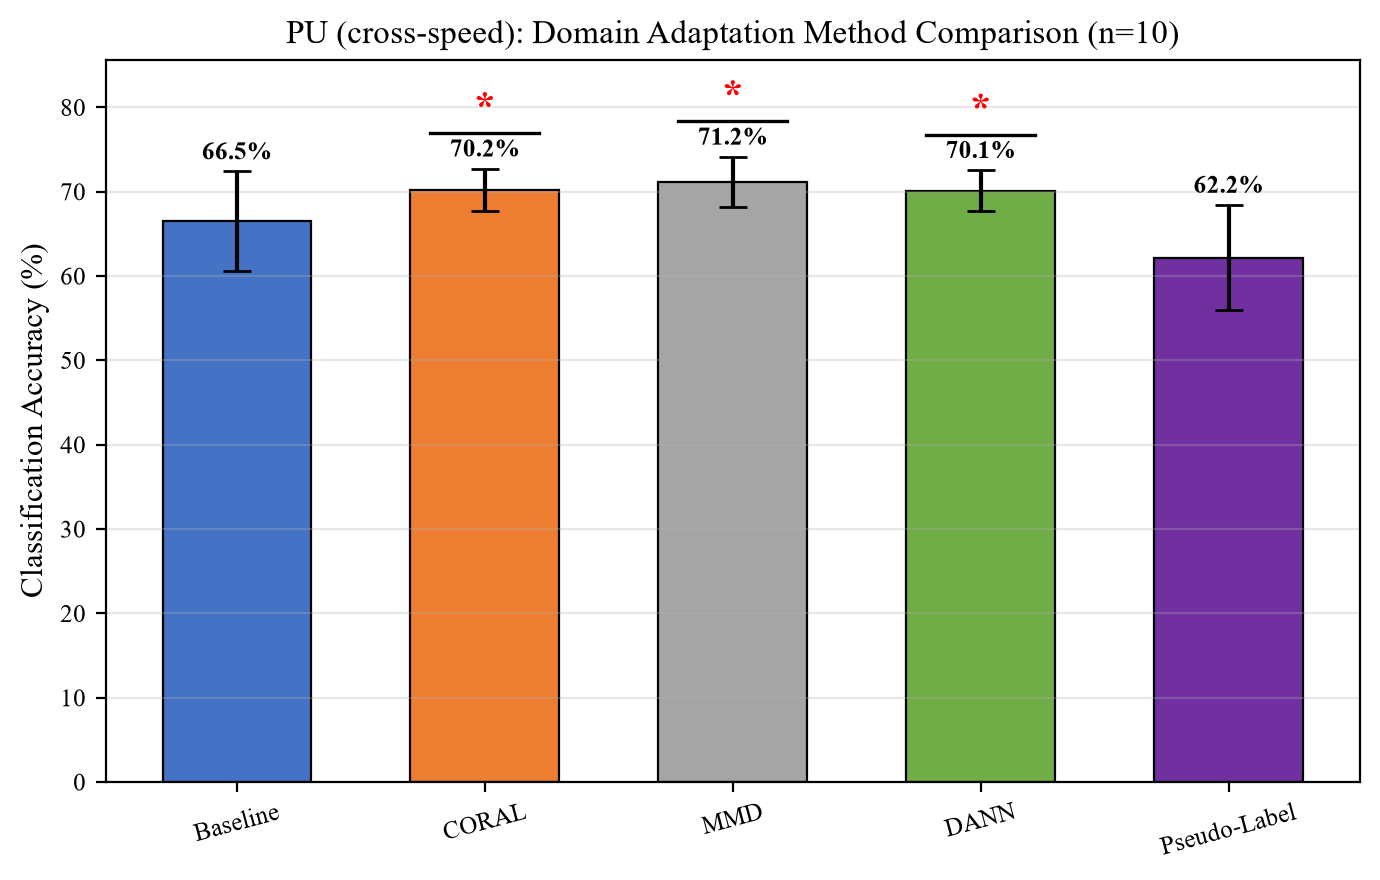 PU (cross-speed): Domain Adaptation Method Comparison (n=10)
Classification Accuracy (%)
80
70
60
50
40
30
20
10
0
*
*
*
66.5%
70.2%
71.2%
70.1%
62.2%
Baseline
CORAL
MMD
DANN
Pseudo-Label